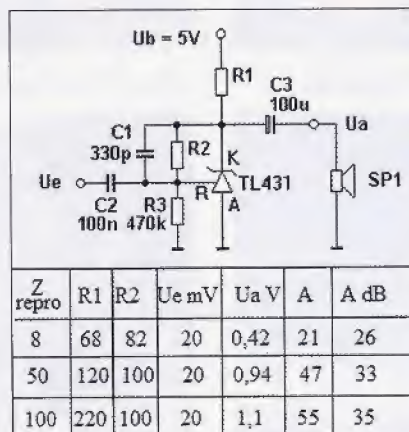 Ub = 5V
R1
C3
100u
C1
330p
R2
K
Ua
Ue
R
TL431
SP1
C2
100n
R3
470k
A
Z repro R1 R2 Ue mV Ua V A A dB
8 68 82 20 0,42 21 26
50 120 100 20 0,94 47 33
100 220 100 20 1,1 55 35